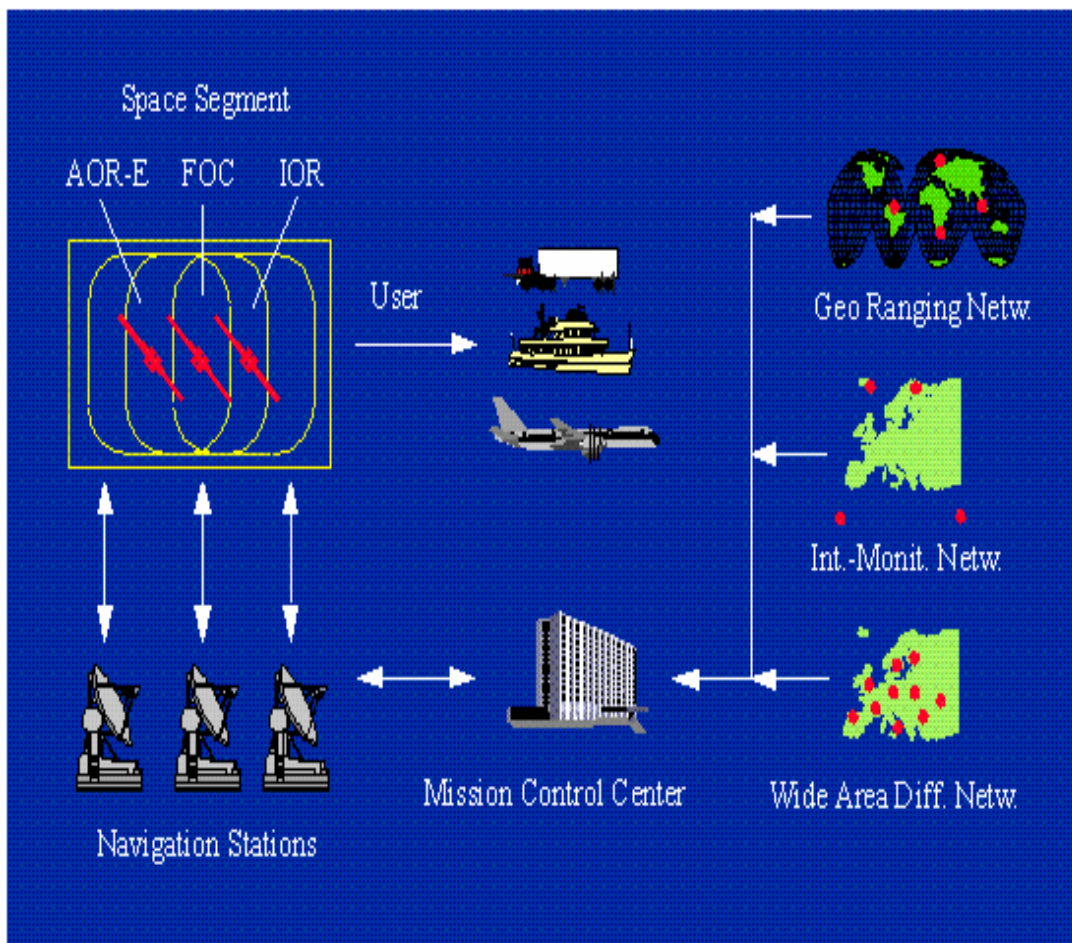 Space Segment
AOR-E FOC IOR
User
Geo Ranging Netw.
Int.-Monit. Netw.
Mission Control Center
Wide Area Diff. Netw.
Navigation Stations